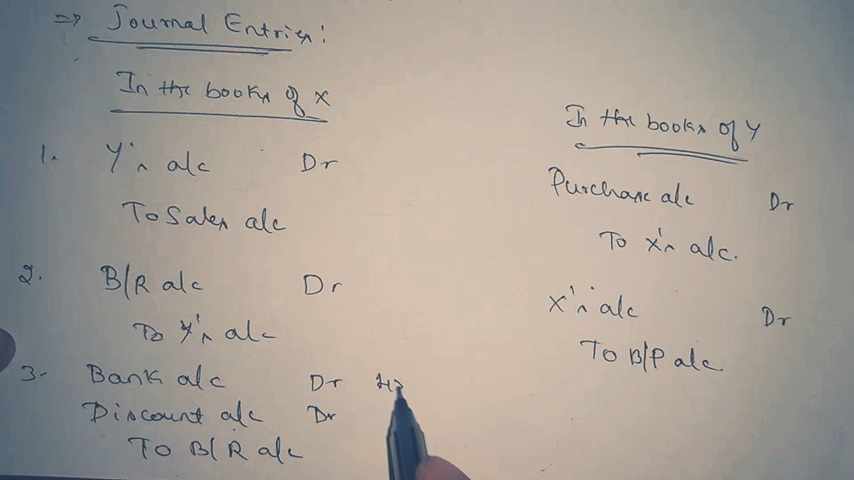 => Journal Entries:
In the books of X
1. Y's a/c Dr
To Sales a/c
2. B/R a/c Dr
To Y's a/c
3- Bank a/c Dr
Discount a/c Dr
To B/R a/c
In the books of Y
Purchase a/c Dr
To X's a/c.
X's a/c Dr
To B/P a/c